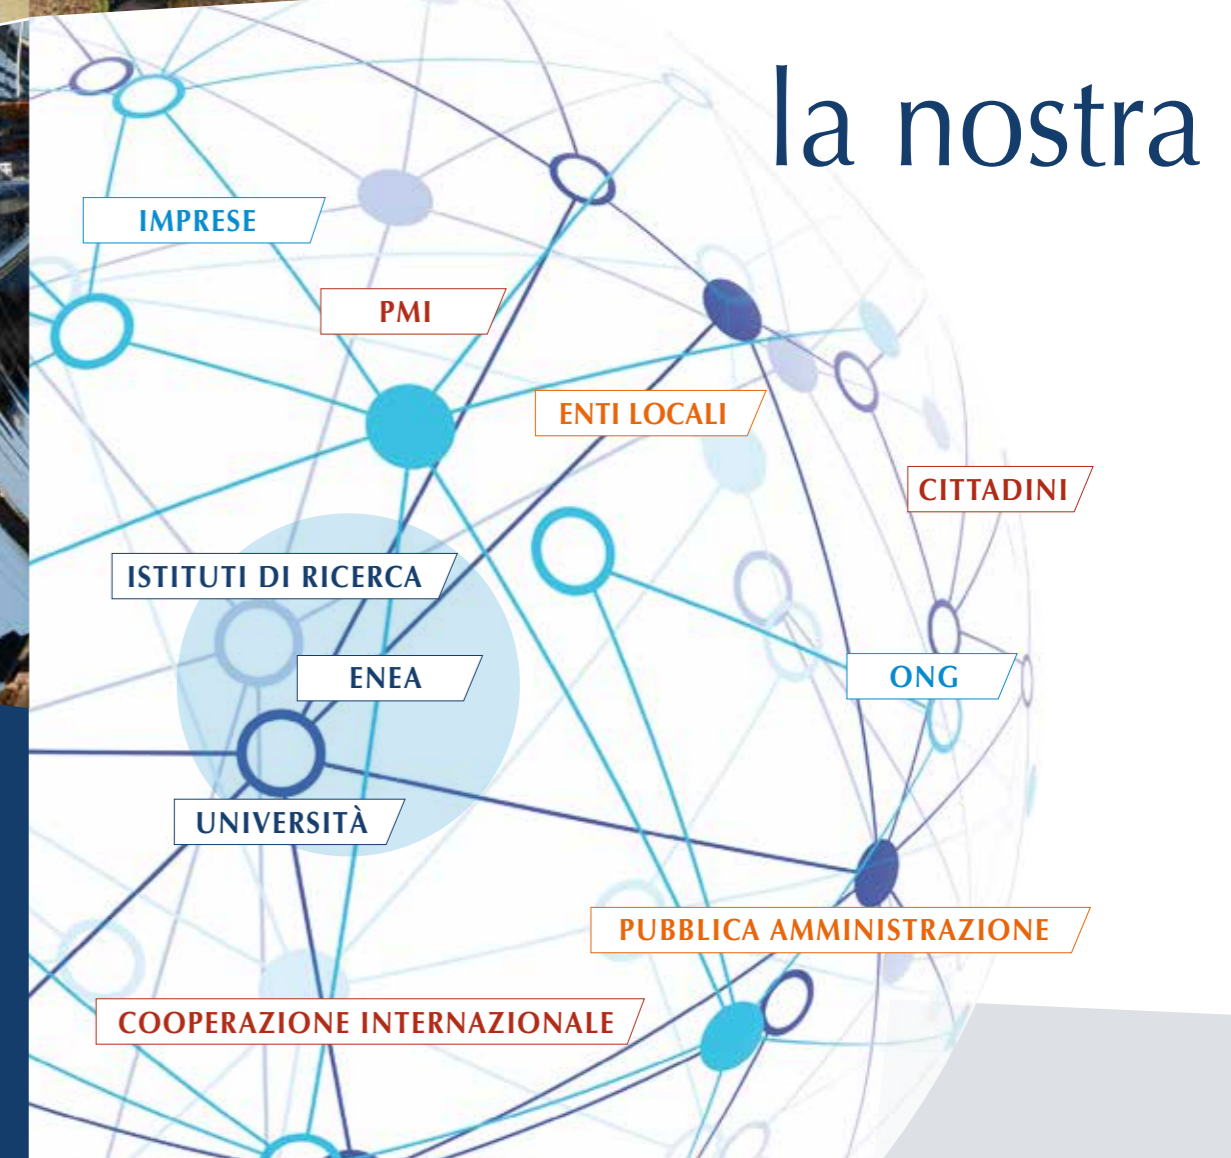 la nostra
IMPRESE
PMI
ENTI LOCALI
CITTADINI
ISTITUTI DI RICERCA
ENEA
ONG
UNIVERSITÀ
PUBBLICA AMMINISTRAZIONE
COOPERAZIONE INTERNAZIONALE